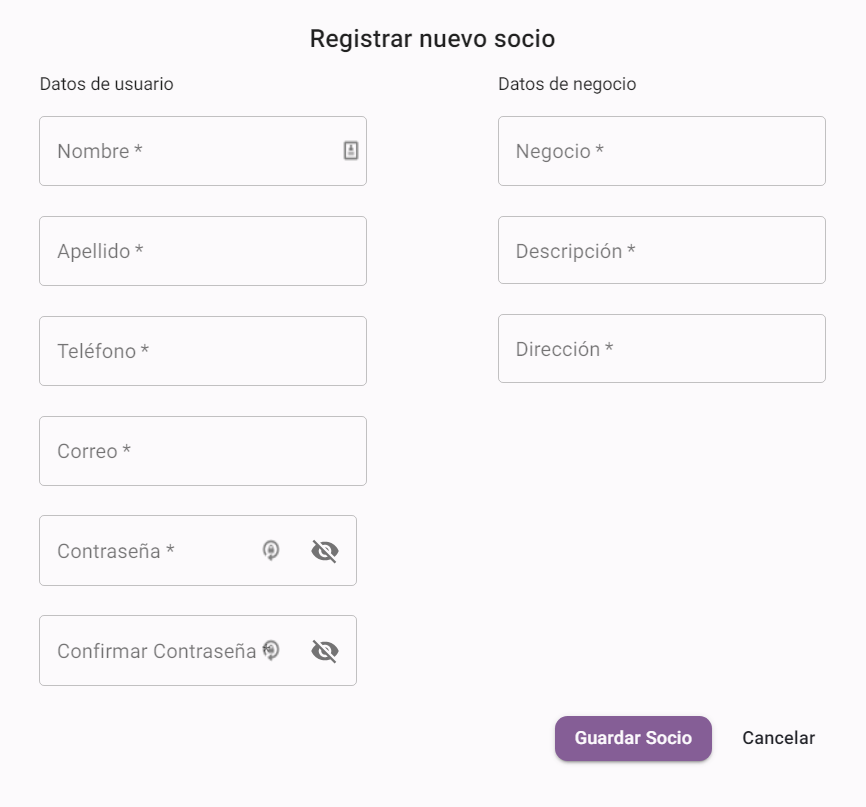 Registrar nuevo socio
Datos de usuario
Nombre *
Apellido *
Teléfono *
Correo *
Contraseña *
Confirmar Contraseña *
Datos de negocio
Negocio *
Descripción *
Dirección *
Guardar Socio
Cancelar